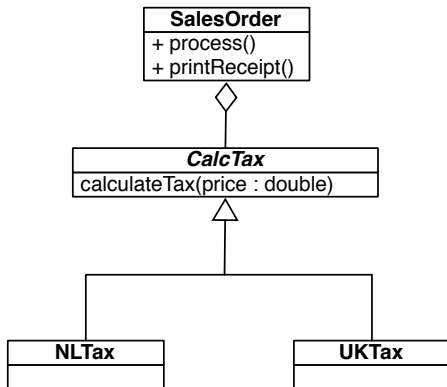 SalesOrder
+ process()
+ printReceipt()
CalcTax
calculateTax(price : double)
NLTax
UKTax